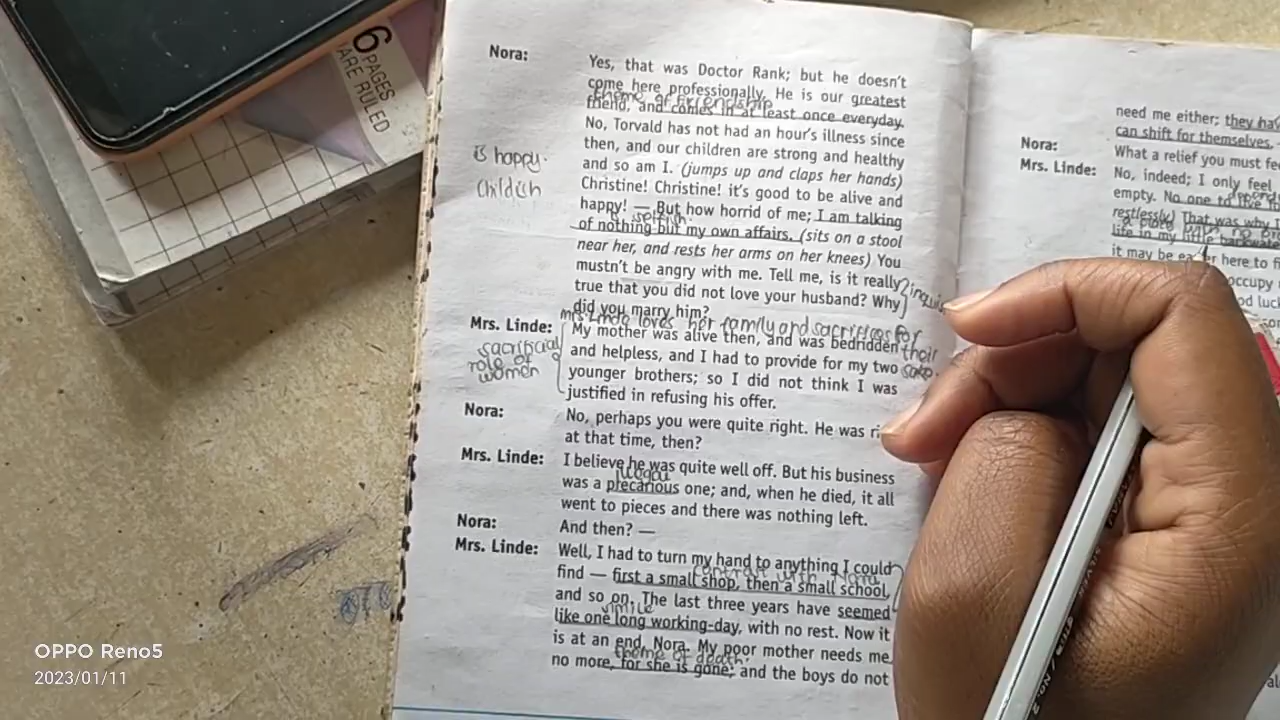 6
PAGES
ARE RULED
Nora: Yes, that was Doctor Rank; but he doesn't
come here professionally. He is our greatest
theme of friendship
friend, and comes in at least once everyday.
No, Torvald has not had an hour's illness since
then, and our children are strong and healthy
is happy.
and so am I. (jumps up and claps her hands)
childish
Christine! Christine! it's good to be alive and
happy! — But how horrid of me; I am talking
is selfish.
of nothing but my own affairs. (sits on a stool
near her, and rests her arms on her knees) You
mustn't be angry with me. Tell me, is it really
true that you did not love your husband? Why
did you marry him?
mrs Linde loves her family and sacrifices for
their
sake.
Mrs. Linde: My mother was alive then, and was bedridden
sacrificial
role of
women
and helpless, and I had to provide for my two
younger brothers; so I did not think I was
justified in refusing his offer.
Nora: No, perhaps you were quite right. He was
at that time, then?
Mrs. Linde: I believe he was quite well off. But his business
was a precarious one; and, when he died, it all
went to pieces and there was nothing left.
Nora: And then? —
Mrs. Linde: Well, I had to turn my hand to anything I could
contrast with Nora
find — first a small shop, then a small school,
and so on. The last three years have seemed
simile
like one long working-day, with no rest. Now it
is at an end, Nora. My poor mother needs me
theme of death.
no more, for she is gone; and the boys do not
need me either; they
can shift for themselves.
Nora: What a relief you must
Mrs. Linde: No, indeed; I only feel
empty. No one to
restlessly) That was why
life in my little
it may be easier here to
occupy
luck
OPPO Reno5
2023/01/11